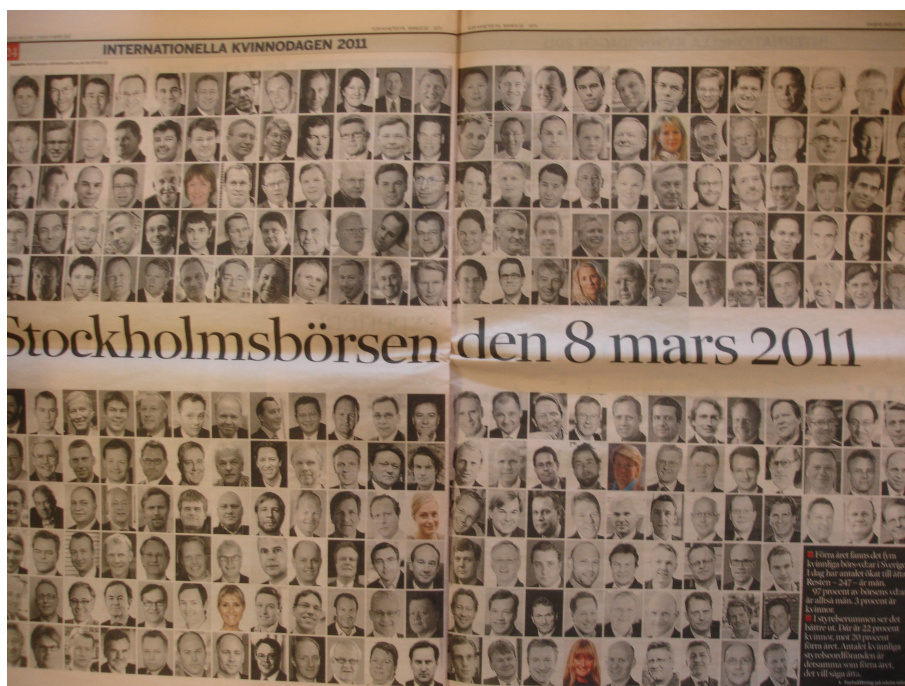 24
INTERNATIONELLA KVINNODAGEN 2011
Stockholmsbörsen den 8 mars 2011
Förra året fanns det fyra
kvinnliga börs-vd:ar i Sverige.
I dag har antalet ökat till åtta.
Resten – 247 – är män.
97 procent av börsens vd:ar
är alltså män, 3 procent är
kvinnor.
I styrelserummen ser det
bättre ut. Där är 22 procent
kvinnor, mot 20 procent
förra året. Antalet kvinnliga
styrelseordföranden är
detsamma som förra året,
det vill säga åtta.